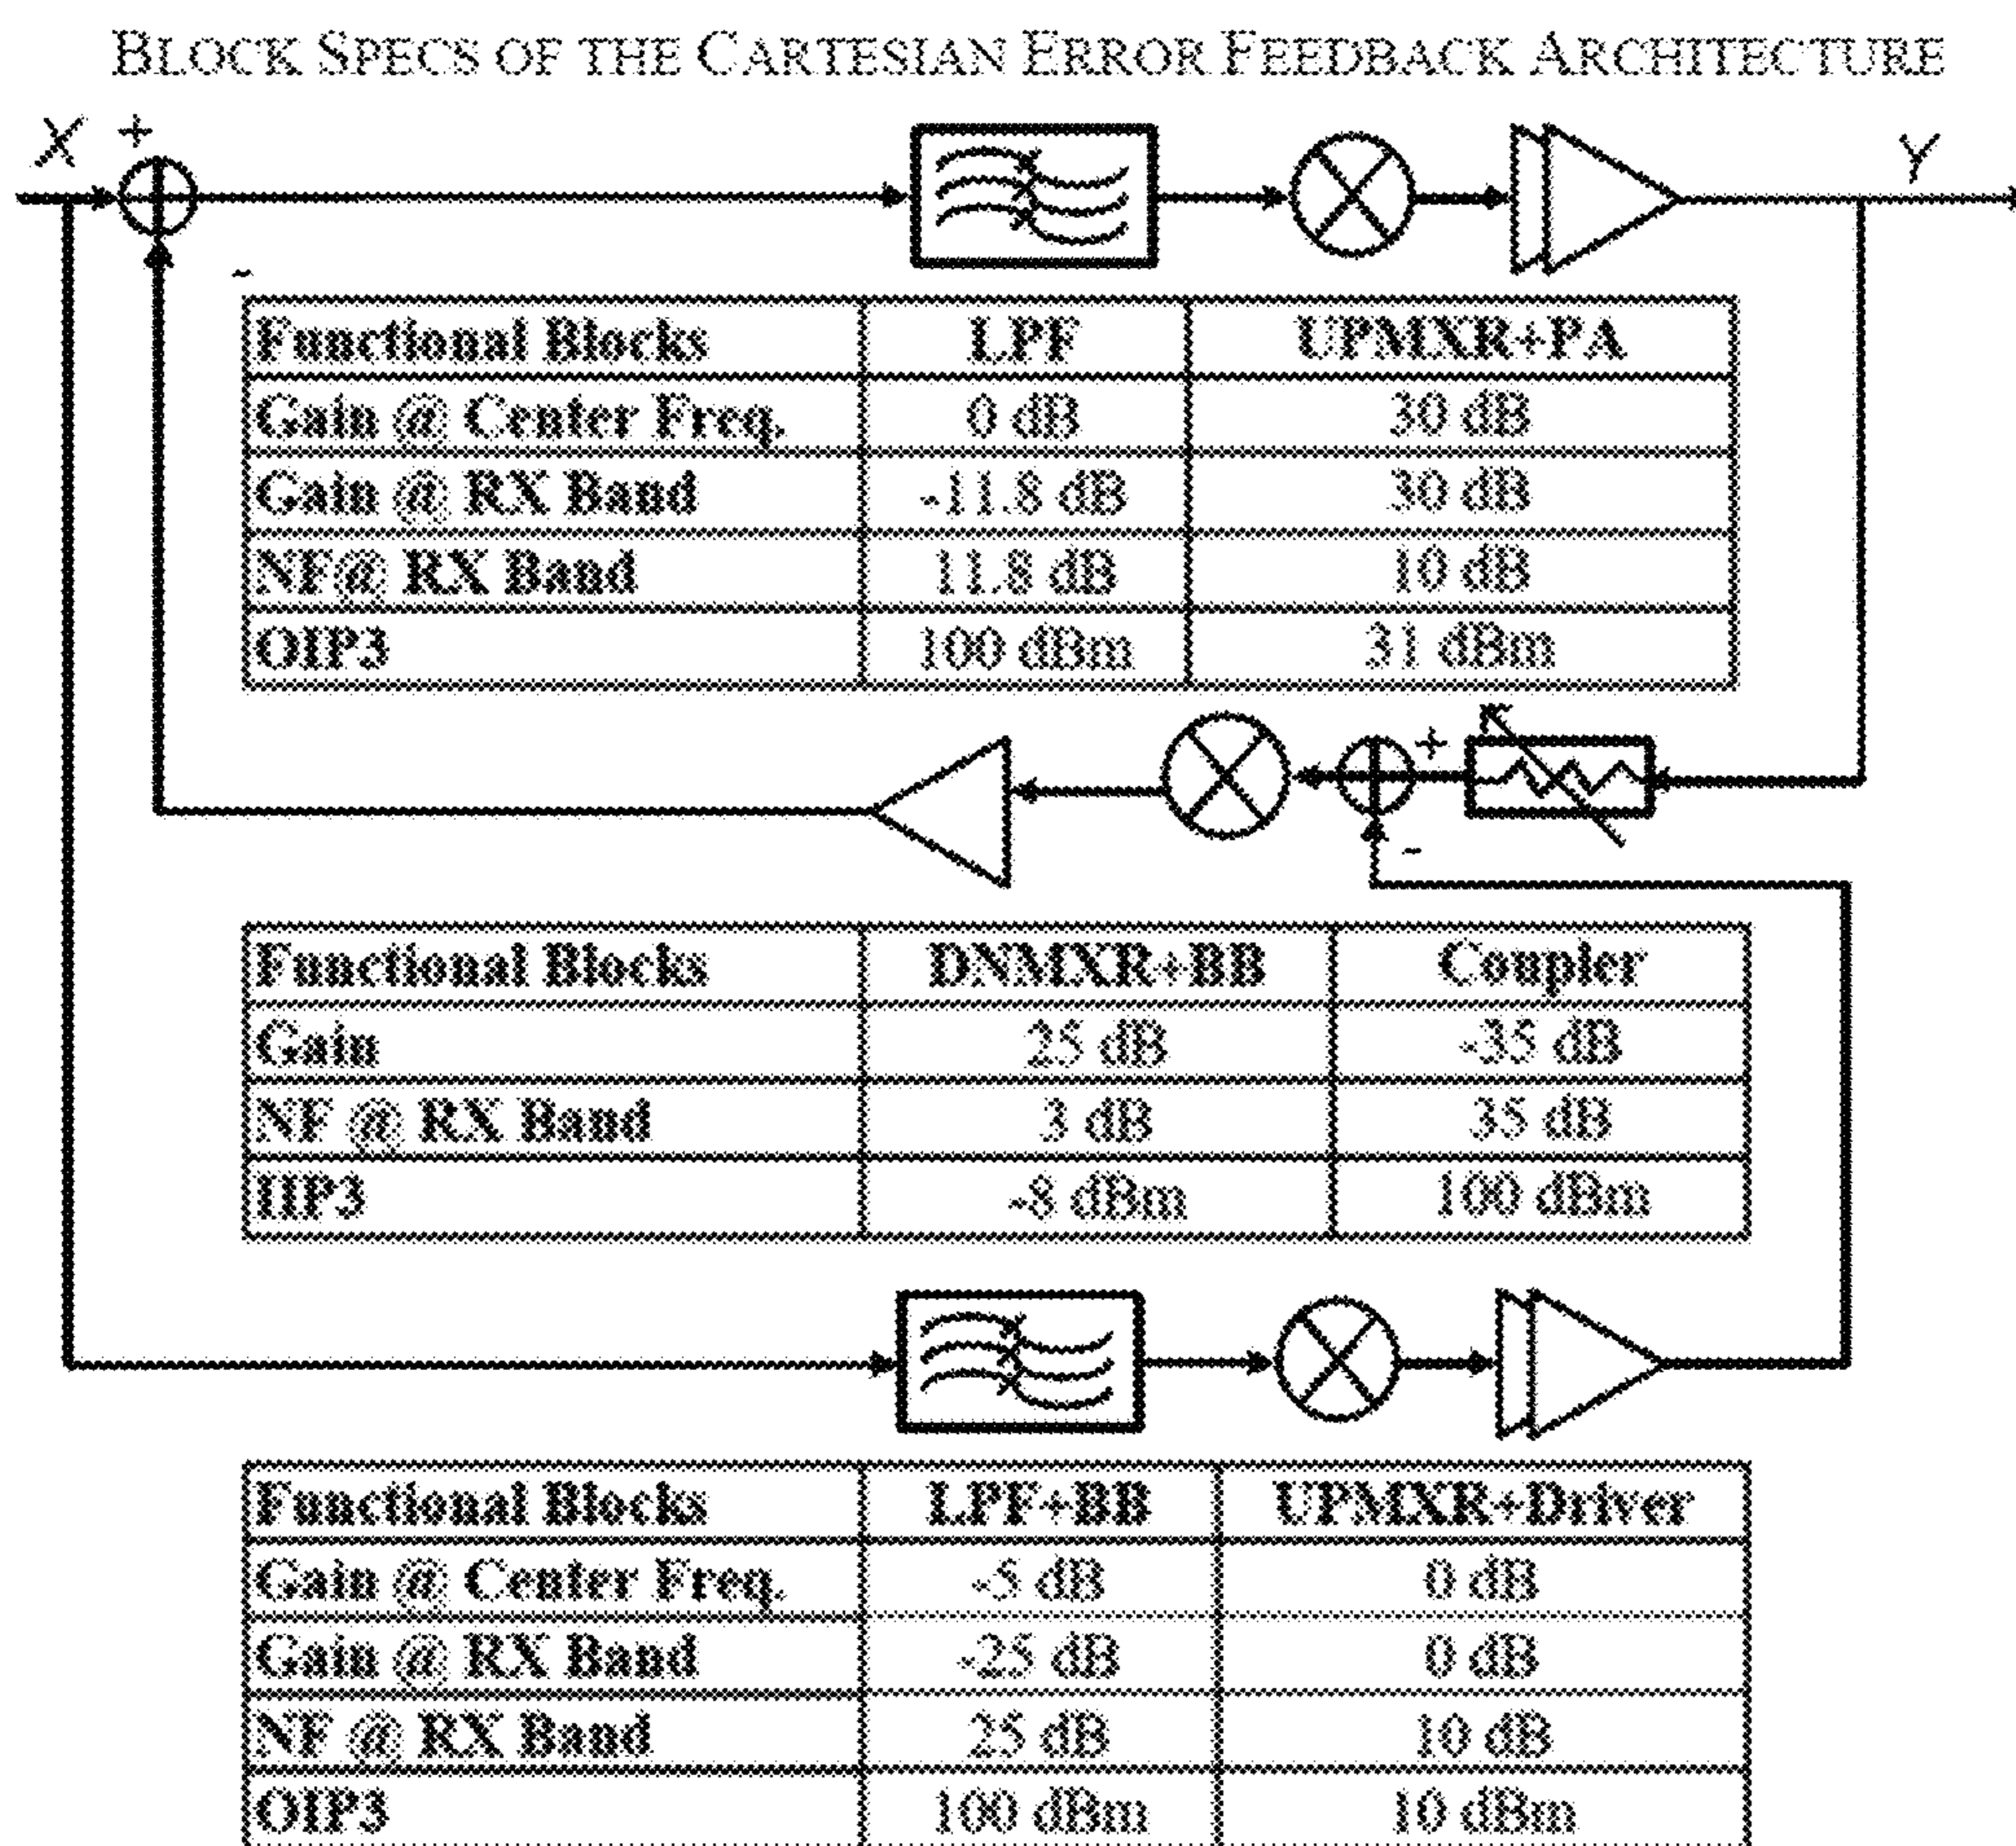 BLOCK SPECS OF THE CARTESIAN ERROR FEEDBACK ARCHITECTURE
X + Y
-
Functional Blocks LPF UPMXR+PA
Gain @ Center Freq. 0 dB 30 dB
Gain @ RX Band -11.8 dB 30 dB
NF@ RX Band 11.8 dB 10 dB
OIP3 100 dBm 31 dBm
+
-
Functional Blocks DNMXR+BB Coupler
Gain 25 dB -35 dB
NF @ RX Band 3 dB 35 dB
IIP3 -8 dBm 100 dBm
Functional Blocks LPF+BB UPMXR+Driver
Gain @ Center Freq. -5 dB 0 dB
Gain @ RX Band -25 dB 0 dB
NF @ RX Band 25 dB 10 dB
OIP3 100 dBm 10 dBm